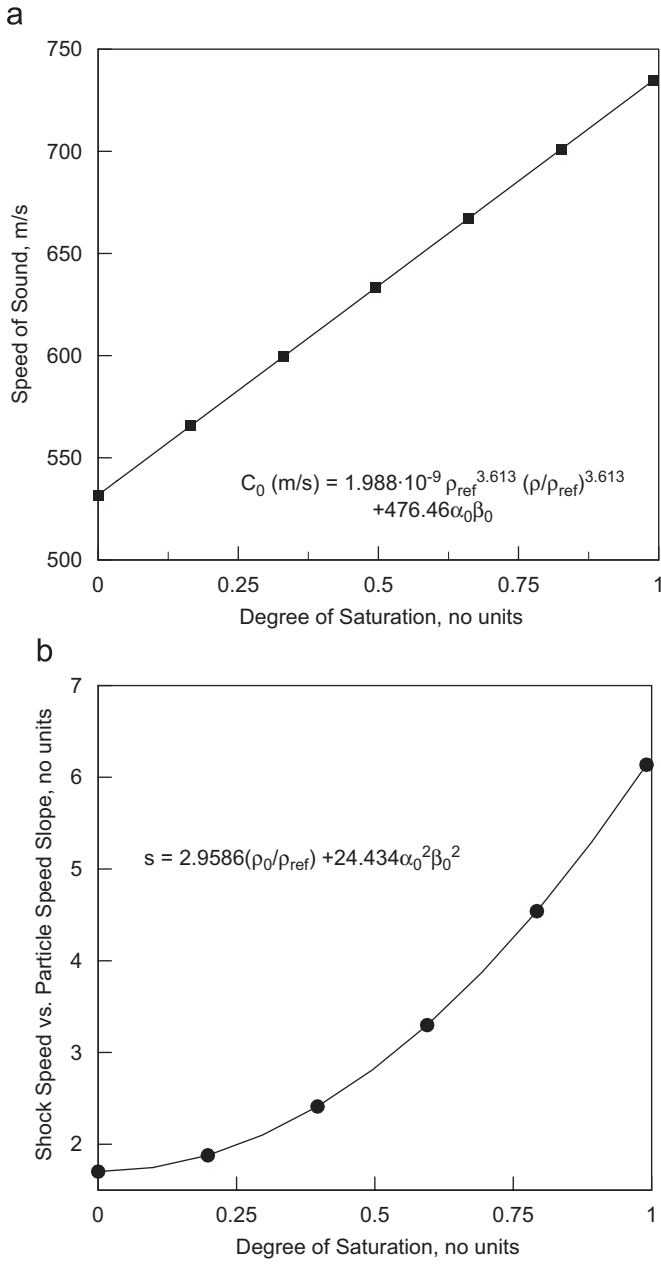 a
750
700
650
600
550
500
Speed of Sound, m/s
C₀ (m/s) = 1.988·10⁻⁹ ρref³·⁶¹³ (ρ/ρref)³·⁶¹³
+476.46α₀β₀
0
0.25
0.5
0.75
1
Degree of Saturation, no units
b
7
6
5
4
3
2
1
Shock Speed vs. Particle Speed Slope, no units
s = 2.9586(ρ₀/ρref) +24.434α₀²β₀²
0
0.25
0.5
0.75
1
Degree of Saturation, no units